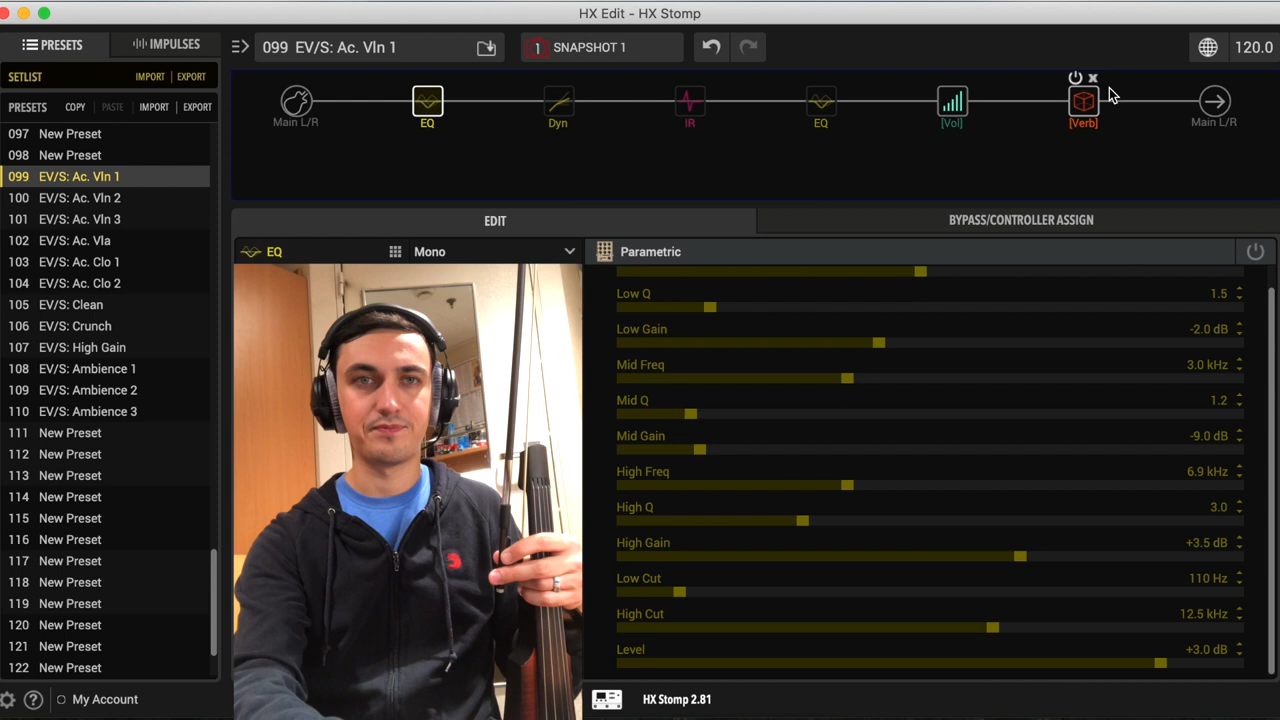 HX Edit - HX Stomp
PRESETS
IMPULSES
099 EV/S: Ac. Vln 1
1 SNAPSHOT 1
120.0
SETLIST IMPORT | EXPORT
PRESETS COPY PASTE IMPORT | EXPORT
097 New Preset
098 New Preset
099 EV/S: Ac. Vln 1
100 EV/S: Ac. Vln 2
101 EV/S: Ac. Vln 3
102 EV/S: Ac. Vla
103 EV/S: Ac. Clo 1
104 EV/S: Ac. Clo 2
105 EV/S: Clean
106 EV/S: Crunch
107 EV/S: High Gain
108 EV/S: Ambience 1
109 EV/S: Ambience 2
110 EV/S: Ambience 3
111 New Preset
112 New Preset
113 New Preset
114 New Preset
115 New Preset
116 New Preset
117 New Preset
118 New Preset
119 New Preset
120 New Preset
121 New Preset
122 New Preset
? My Account
Main L/R
EQ
Dyn
IR
EQ
[Vol]
x
[Verb]
Main L/R
EDIT
BYPASS/CONTROLLER ASSIGN
EQ Mono
Parametric
Low Q 1.5
Low Gain -2.0 dB
Mid Freq 3.0 kHz
Mid Q 1.2
Mid Gain -9.0 dB
High Freq 6.9 kHz
High Q 3.0
High Gain +3.5 dB
Low Cut 110 Hz
High Cut 12.5 kHz
Level +3.0 dB
HX Stomp 2.81